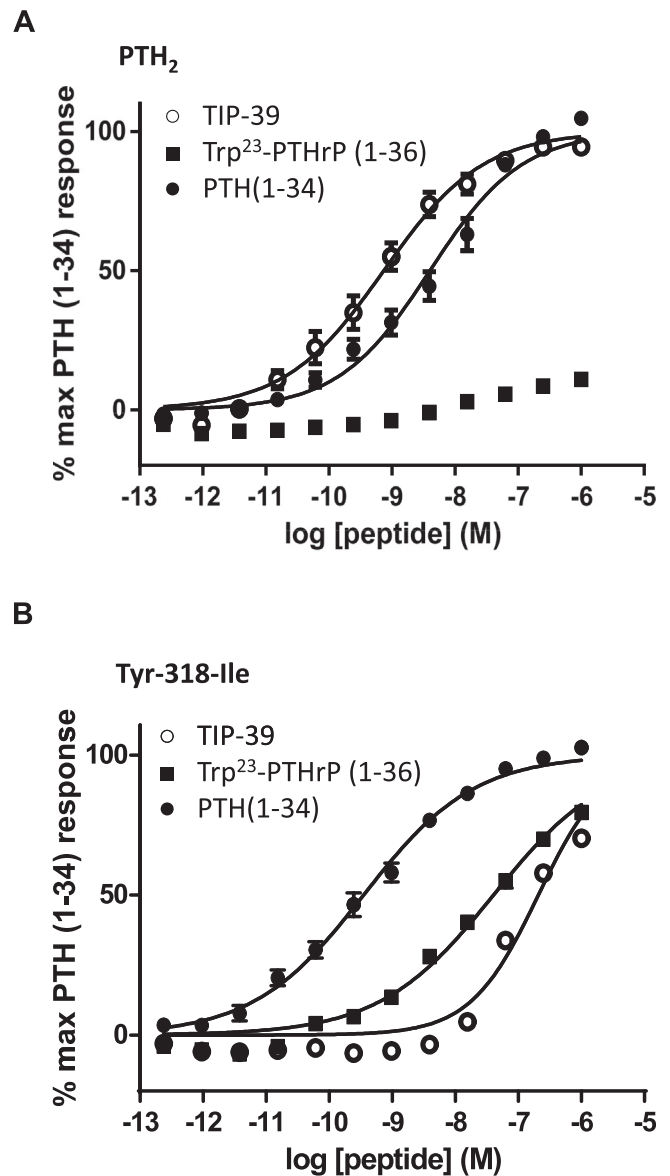 A
PTH₂
TIP-39
Trp²³-PTHrP (1-36)
PTH(1-34)
% max PTH (1-34) response
100
50
0
-13 -12 -11 -10 -9 -8 -7 -6 -5
log [peptide] (M)
B
Tyr-318-Ile
TIP-39
Trp²³-PTHrP (1-36)
PTH(1-34)
% max PTH (1-34) response
100
50
0
-13 -12 -11 -10 -9 -8 -7 -6 -5
log [peptide] (M)